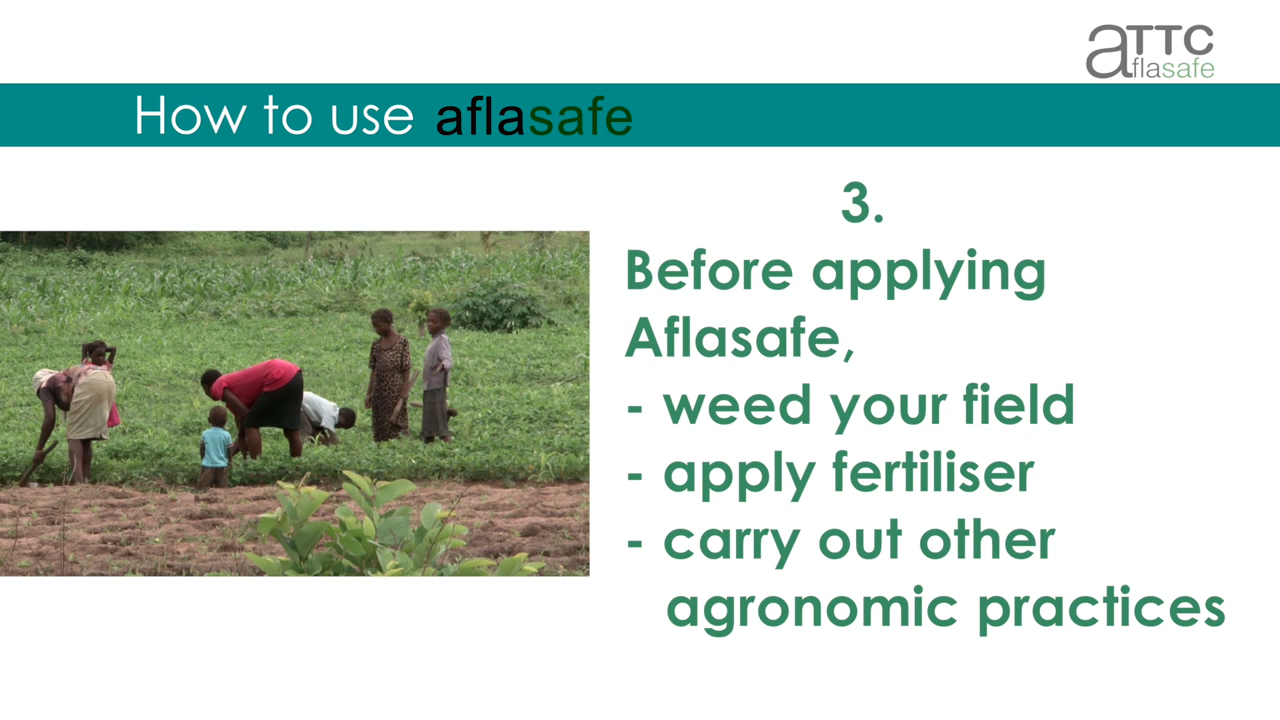 aTTC
aflasafe
How to use aflasafe
3.
Before applying
Aflasafe,
- weed your field
- apply fertiliser
- carry out other
agronomic practices